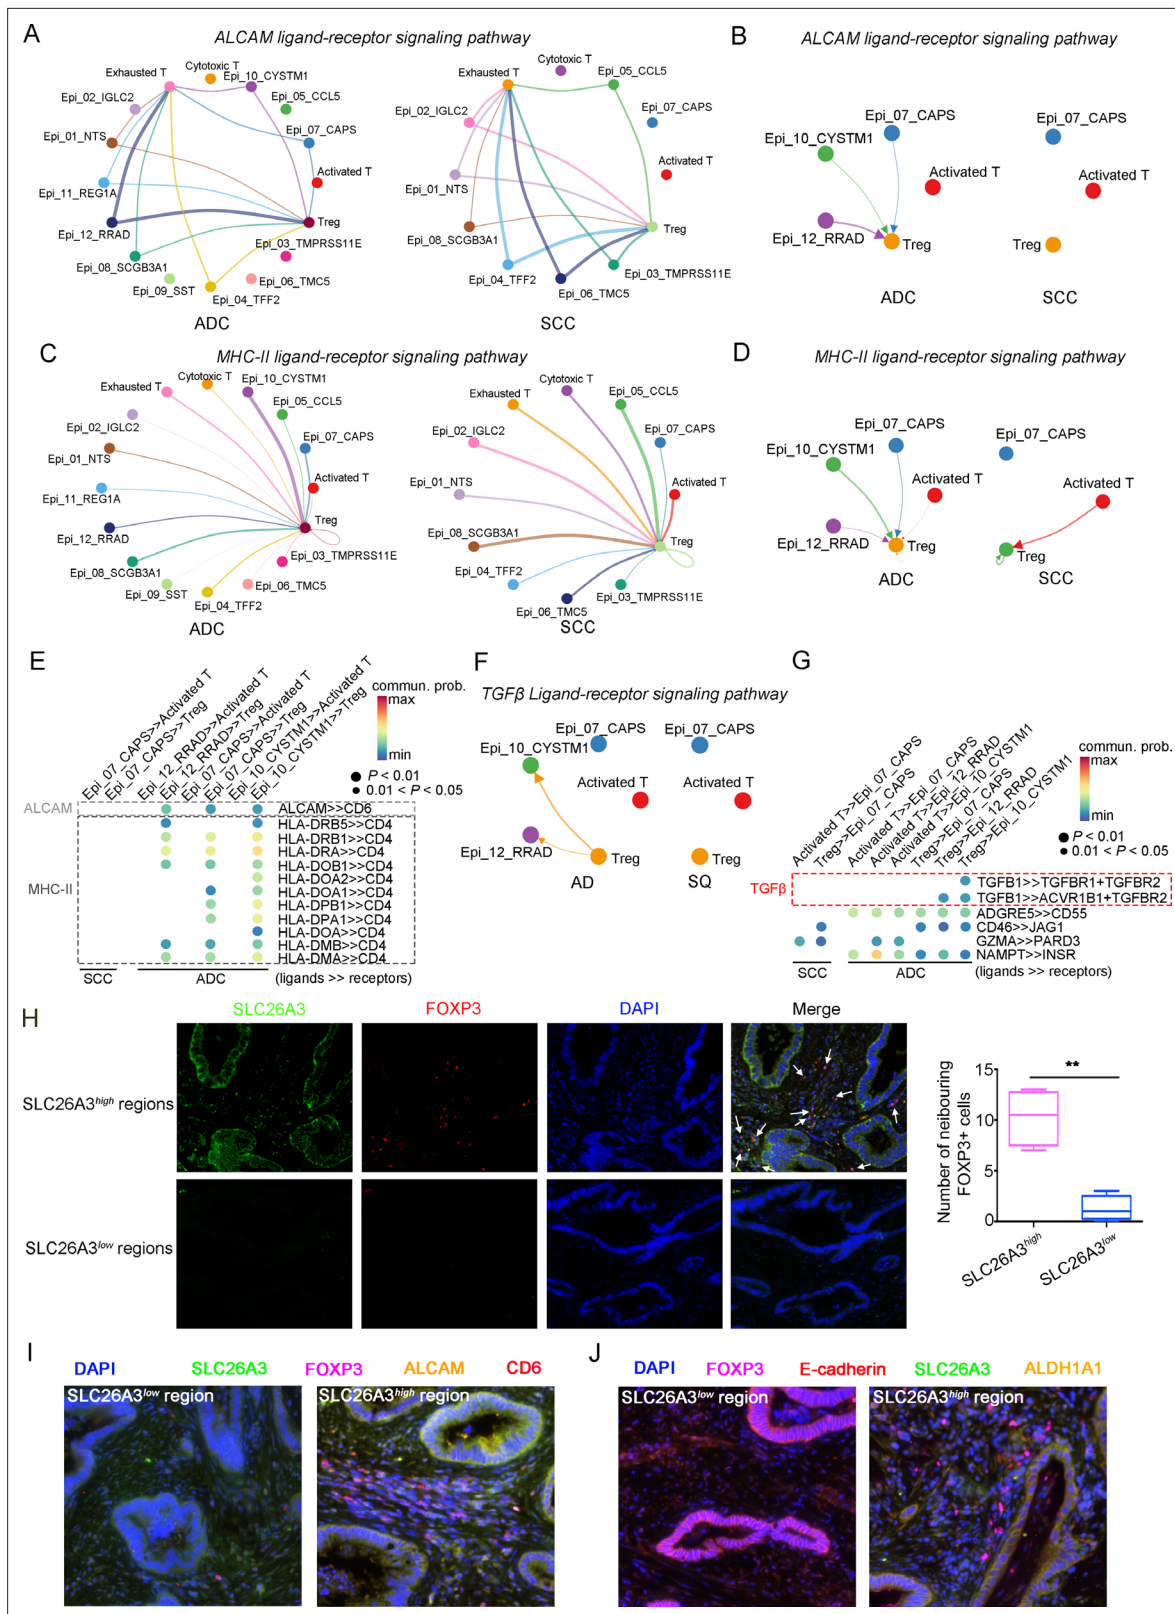 A
ALCAM ligand-receptor signaling pathway
Exhausted T
Cytotoxic T
Epi_10_CYSTM1
Epi_05_CCL5
Epi_02_IGLC2
Epi_07_CAPS
Epi_01_NTS
Activated T
Epi_11_REG1A
Treg
Epi_12_RRAD
Epi_03_TMPRSS11E
Epi_08_SCGB3A1
Epi_06_TMC5
Epi_09_SST
Epi_04_TFF2
ADC
Cytotoxic T
Exhausted T
Epi_05_CCL5
Epi_02_IGLC2
Epi_07_CAPS
Activated T
Epi_01_NTS
Epi_08_SCGB3A1
Treg
Epi_04_TFF2
Epi_03_TMPRSS11E
Epi_06_TMC5
SCC
B
ALCAM ligand-receptor signaling pathway
Epi_07_CAPS
Epi_10_CYSTM1
Activated T
Epi_12_RRAD
Treg
ADC
Epi_07_CAPS
Activated T
Treg
SCC
C
MHC-II ligand-receptor signaling pathway
Exhausted T
Cytotoxic T
Epi_10_CYSTM1
Epi_05_CCL5
Epi_02_IGLC2
Epi_07_CAPS
Epi_01_NTS
Activated T
Epi_11_REG1A
Treg
Epi_12_RRAD
Epi_03_TMPRSS11E
Epi_08_SCGB3A1
Epi_06_TMC5
Epi_09_SST
Epi_04_TFF2
ADC
Cytotoxic T
Exhausted T
Epi_05_CCL5
Epi_02_IGLC2
Epi_07_CAPS
Epi_01_NTS
Activated T
Epi_08_SCGB3A1
Treg
Epi_04_TFF2
Epi_03_TMPRSS11E
Epi_06_TMC5
SCC
D
MHC-II ligand-receptor signaling pathway
Epi_07_CAPS
Epi_10_CYSTM1
Activated T
Epi_12_RRAD
Treg
ADC
Epi_07_CAPS
Activated T
Treg
SCC
E
Epi_07_CAPS>>Activated T
Epi_07_CAPS>>Treg
Epi_12_RRAD>>Activated T
Epi_12_RRAD>>Treg
Epi_07_CAPS>>Activated T
Epi_07_CAPS>>Treg
Epi_10_CYSTM1>>Activated T
Epi_10_CYSTM1>>Treg
commun. prob.
max
min
P < 0.01
0.01 < P < 0.05
ALCAM
ALCAM>>CD6
MHC-II
HLA-DRB5>>CD4
HLA-DRB1>>CD4
HLA-DRA>>CD4
HLA-DOB1>>CD4
HLA-DOA2>>CD4
HLA-DOA1>>CD4
HLA-DPB1>>CD4
HLA-DPA1>>CD4
HLA-DOA>>CD4
HLA-DMB>>CD4
HLA-DMA>>CD4
SCC
ADC
(ligands >> receptors)
F
TGFβ Ligand-receptor signaling pathway
Epi_07_CAPS
Epi_10_CYSTM1
Activated T
Epi_12_RRAD
Treg
AD
Epi_07_CAPS
Activated T
Treg
SQ
G
Activated T>>Epi_07_CAPS
Treg>>Epi_07_CAPS
Activated T>>Epi_07_CAPS
Activated T>>Epi_12_RRAD
Activated T>>Epi_10_CYSTM1
Treg>>Epi_07_CAPS
Treg>>Epi_12_RRAD
Treg>>Epi_10_CYSTM1
commun. prob.
max
min
P < 0.01
0.01 < P < 0.05
TGFβ
TGFB1>>TGFBR1+TGFBR2
TGFB1>>ACVR1B1+TGFBR2
ADGRE5>>CD55
CD46>>JAG1
GZMA>>PARD3
NAMPT>>INSR
SCC
ADC
(ligands >> receptors)
H
SLC26A3
FOXP3
DAPI
Merge
SLC26A3high regions
SLC26A3low regions
Number of neibouring
FOXP3+ cells
15
10
5
0
**
SLC26A3high
SLC26A3low
I
DAPI
SLC26A3
FOXP3
ALCAM
CD6
SLC26A3low region
SLC26A3high region
J
DAPI
FOXP3
E-cadherin
SLC26A3
ALDH1A1
SLC26A3low region
SLC26A3high region